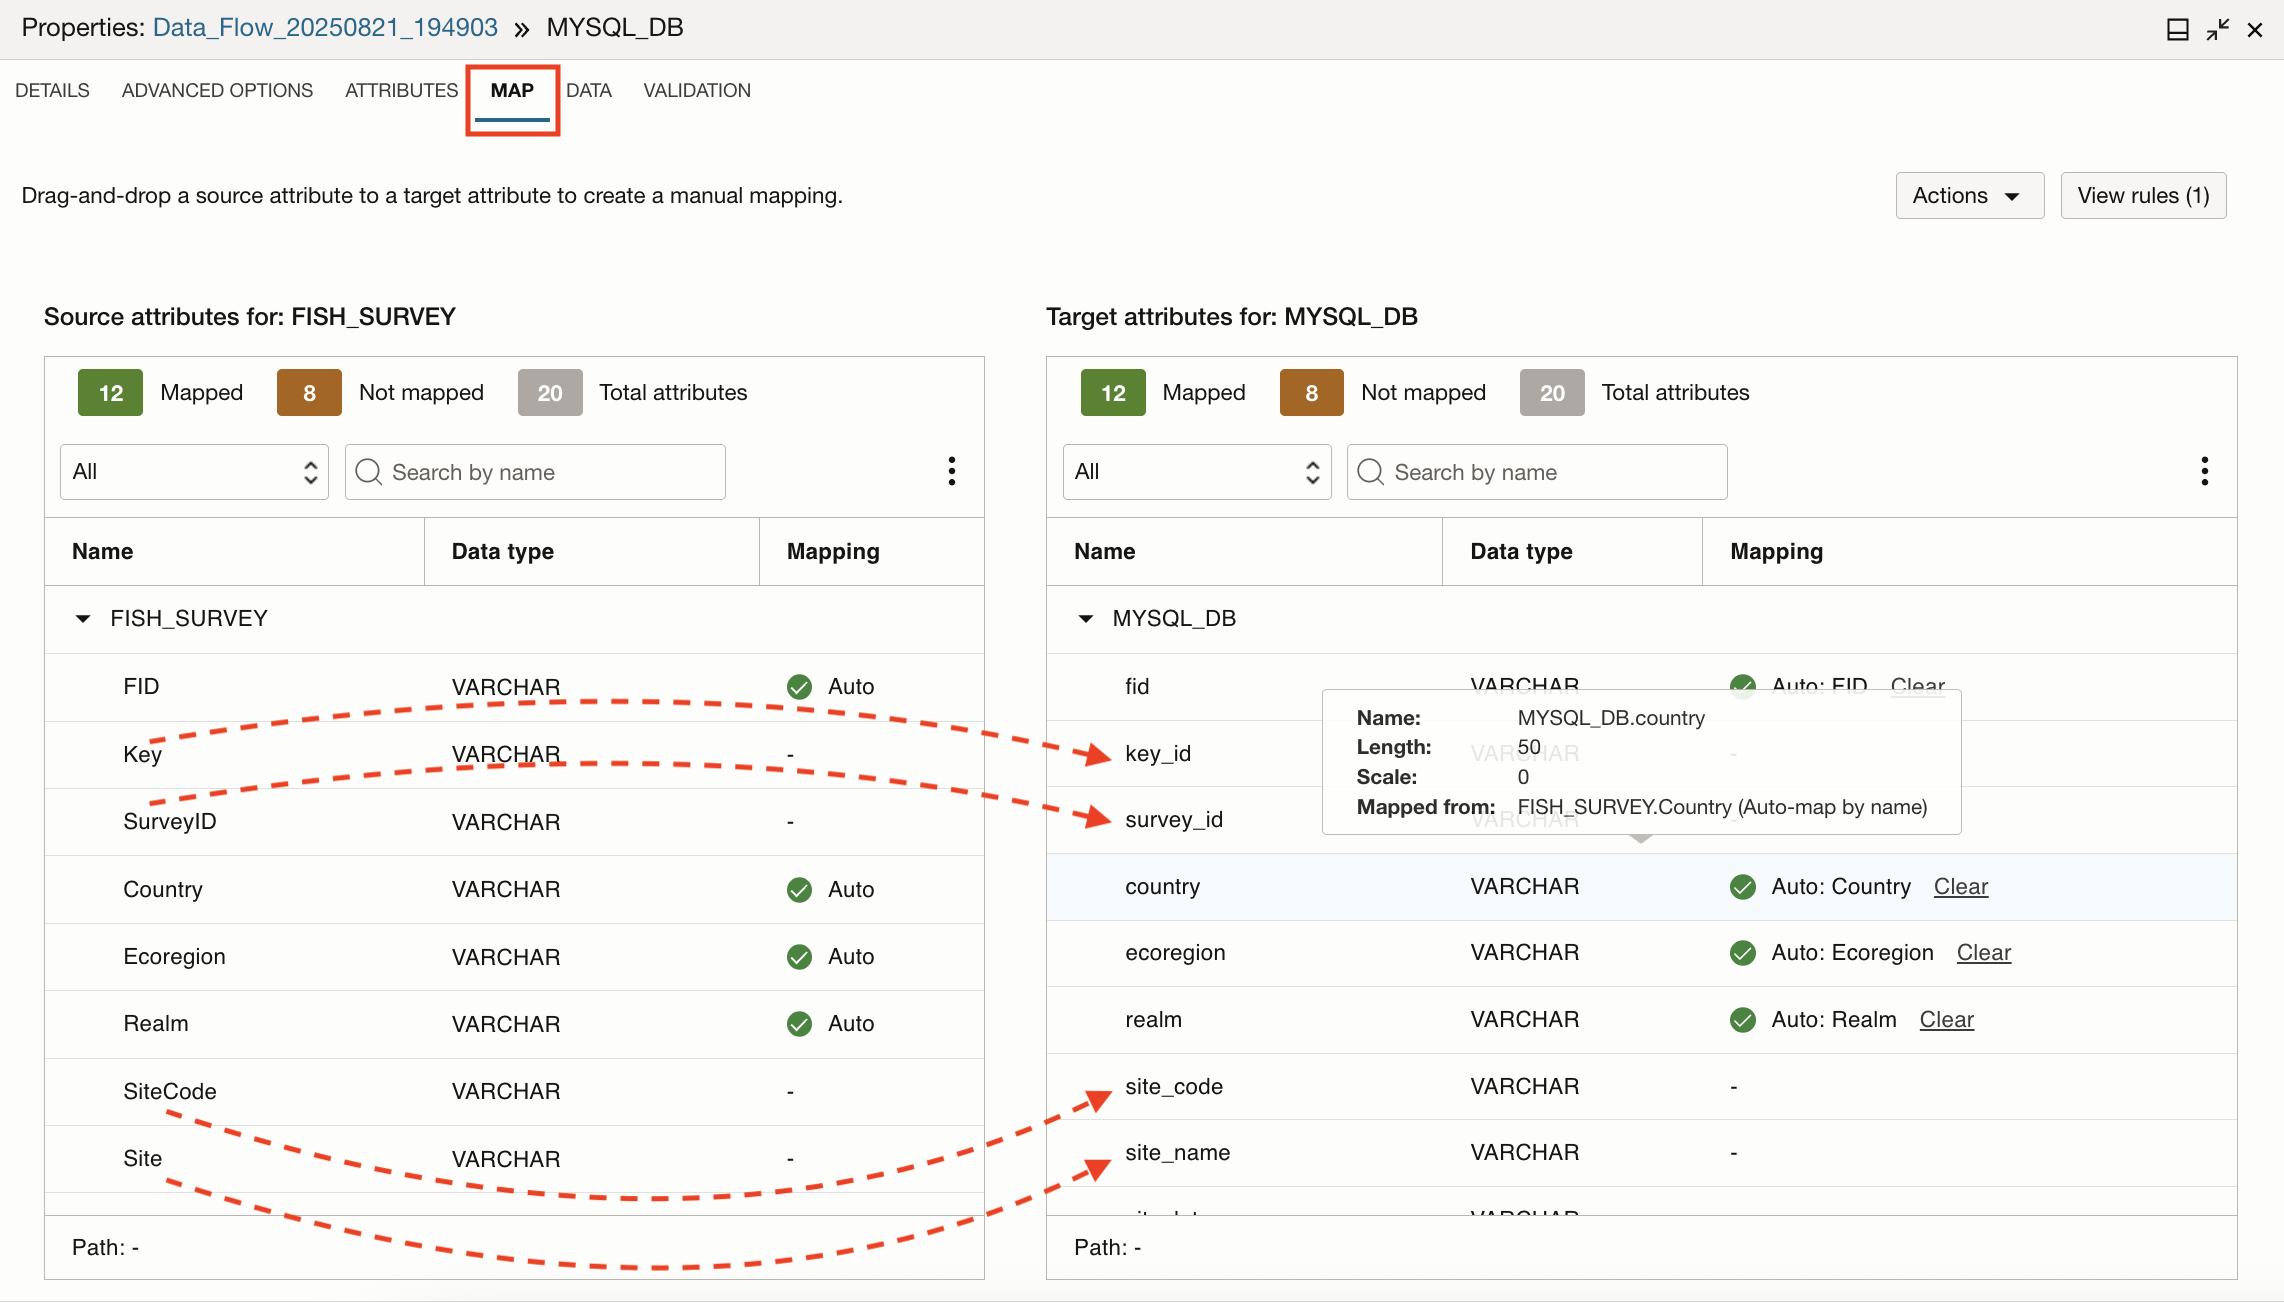 Properties: Data_Flow_20250821_194903 » MYSQL_DB
DETAILS ADVANCED OPTIONS ATTRIBUTES MAP DATA VALIDATION
Drag-and-drop a source attribute to a target attribute to create a manual mapping.
Actions View rules (1)
Source attributes for: FISH_SURVEY
12 Mapped 8 Not mapped 20 Total attributes
All Search by name
Name Data type Mapping
FISH_SURVEY
FID VARCHAR Auto
Key VARCHAR -
SurveyID VARCHAR -
Country VARCHAR Auto
Ecoregion VARCHAR Auto
Realm VARCHAR Auto
SiteCode VARCHAR -
Site VARCHAR -
Path: -
Target attributes for: MYSQL_DB
12 Mapped 8 Not mapped 20 Total attributes
All Search by name
Name Data type Mapping
MYSQL_DB
fid VARCHAR Auto: FID Clear
key_id VARCHAR -
survey_id VARCHAR -
Name: MYSQL_DB.country
Length: 50
Scale: 0
Mapped from: FISH_SURVEY.Country (Auto-map by name)
country VARCHAR Auto: Country Clear
ecoregion VARCHAR Auto: Ecoregion Clear
realm VARCHAR Auto: Realm Clear
site_code VARCHAR -
site_name VARCHAR -
VARCHAR
Path: -